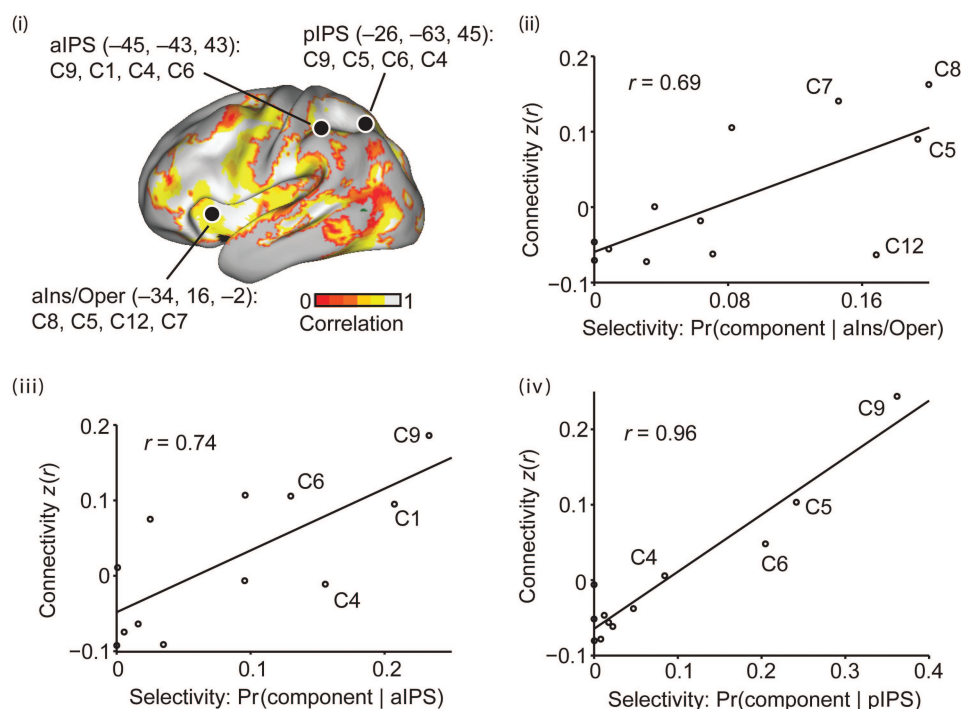 (i)
aIPS (–45, –43, 43):
C9, C1, C4, C6
pIPS (–26, –63, 45):
C9, C5, C6, C4
aIns/Oper (–34, 16, –2):
C8, C5, C12, C7
0 1
Correlation
(ii)
r = 0.69
C7
C8
C5
C12
Connectivity z(r)
0.2
0.1
0
−0.1
0 0.08 0.16
Selectivity: Pr(component | aIns/Oper)
(iii)
r = 0.74
C9
C6
C1
C4
Connectivity z(r)
0.2
0.1
0
−0.1
0 0.1 0.2
Selectivity: Pr(component | aIPS)
(iv)
r = 0.96
C9
C5
C6
C4
Connectivity z(r)
0.2
0.1
0
−0.1
0 0.1 0.2 0.3 0.4
Selectivity: Pr(component | pIPS)